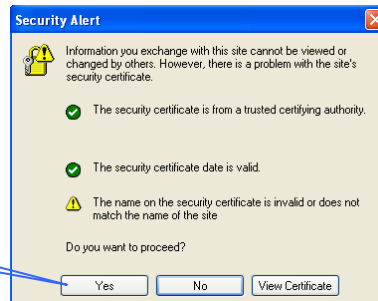 Security Alert
Information you exchange with this site cannot be viewed or
changed by others. However, there is a problem with the site's
security certificate.
The security certificate is from a trusted certifying authority.
The security certificate date is valid.
The name on the security certificate is invalid or does not
match the name of the site
Do you want to proceed?
Yes
No
View Certificate